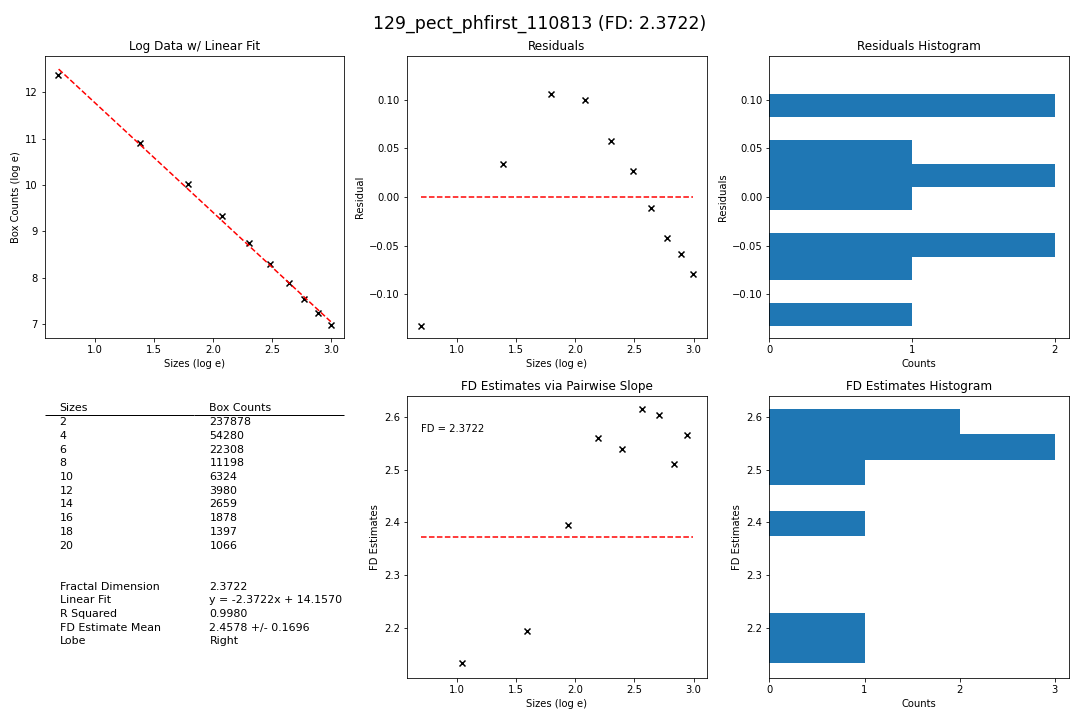 129_pect_phfirst_110813 (FD: 2.3722)
Log Data w/ Linear Fit
Box Counts (log e)
12
11
10
9
8
7
1.0 1.5 2.0 2.5 3.0
Sizes (log e)
Residuals
Residual
0.10
0.05
0.00
−0.05
−0.10
1.0 1.5 2.0 2.5 3.0
Sizes (log e)
Residuals Histogram
Residuals
0.10
0.05
0.00
−0.05
−0.10
0 1 2
Counts
Sizes Box Counts
2 237878
4 54280
6 22308
8 11198
10 6324
12 3980
14 2659
16 1878
18 1397
20 1066
Fractal Dimension 2.3722
Linear Fit y = -2.3722x + 14.1570
R Squared 0.9980
FD Estimate Mean 2.4578 +/- 0.1696
Lobe Right
FD Estimates via Pairwise Slope
FD = 2.3722
FD Estimates
2.6
2.5
2.4
2.3
2.2
1.0 1.5 2.0 2.5 3.0
Sizes (log e)
FD Estimates Histogram
FD Estimates
2.6
2.5
2.4
2.3
2.2
0 1 2 3
Counts